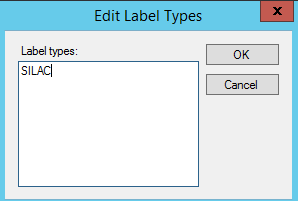 Edit Label Types
x
Label types:
SILAC
OK
Cancel